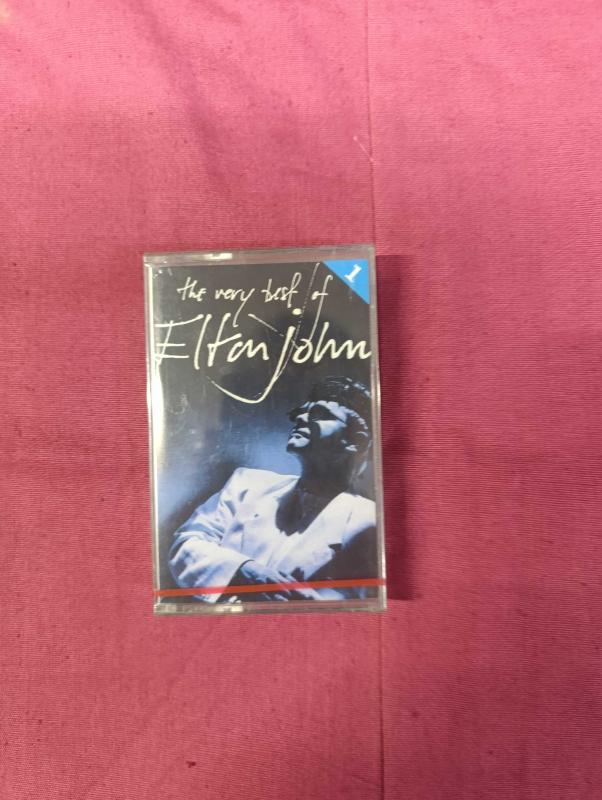 the very best of
Elton john
1